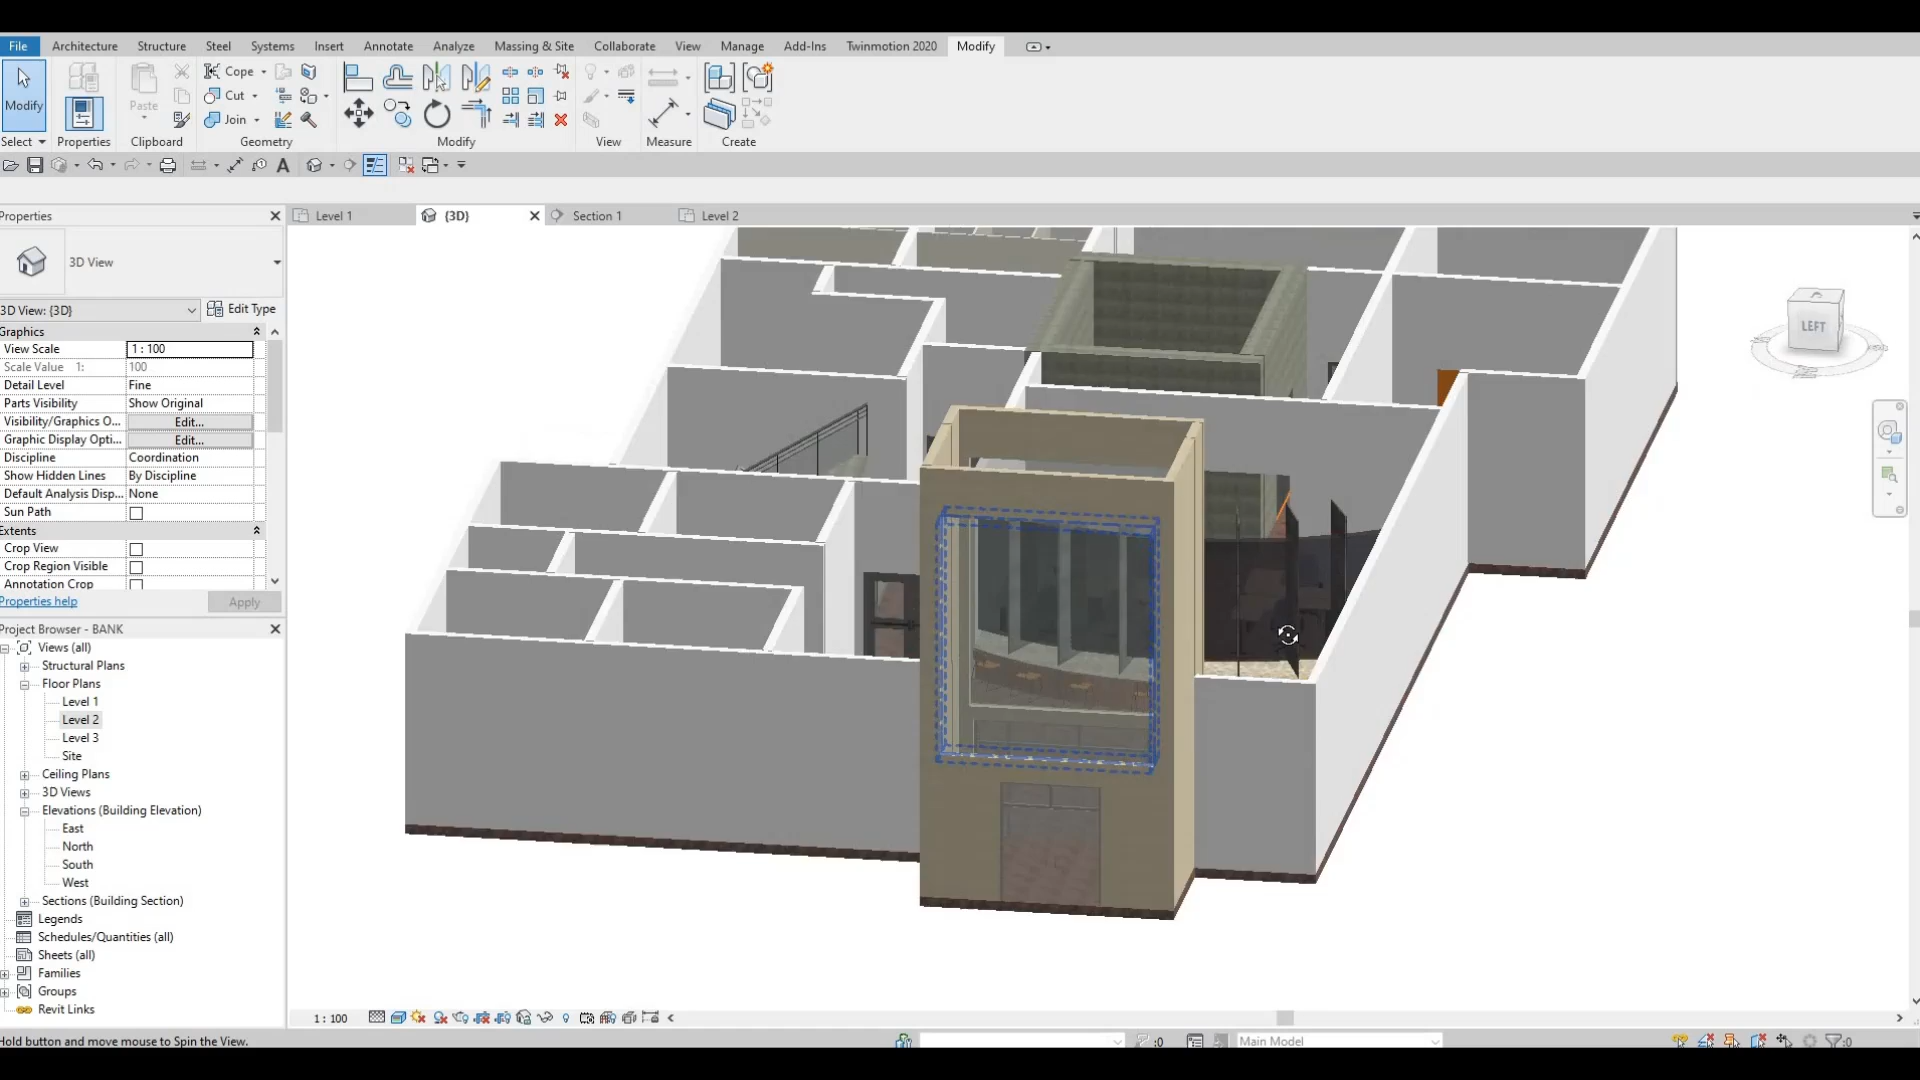 File Architecture Structure Steel Systems Insert Annotate Analyze Massing & Site Collaborate View Manage Add-Ins Twinmotion 2020 Modify
Modify
Paste
Cope
Cut
Join
Select Properties Clipboard Geometry Modify View Measure Create
A
Properties
Level 1
{3D}
Section 1
Level 2
3D View
3D View: {3D}
Edit Type
Graphics
View Scale 1 : 100
Scale Value 1: 100
Detail Level Fine
Parts Visibility Show Original
Visibility/Graphics O... Edit...
Graphic Display Opti... Edit...
Discipline Coordination
Show Hidden Lines By Discipline
Default Analysis Disp... None
Sun Path
Extents
Crop View
Crop Region Visible
Annotation Crop
Properties help
Apply
Project Browser - BANK
Views (all)
Structural Plans
Floor Plans
Level 1
Level 2
Level 3
Site
Ceiling Plans
3D Views
Elevations (Building Elevation)
East
North
South
West
Sections (Building Section)
Legends
Schedules/Quantities (all)
Sheets (all)
Families
Groups
Revit Links
LEFT
1 : 100
Hold button and move mouse to Spin the View.
:0
Main Model
:0